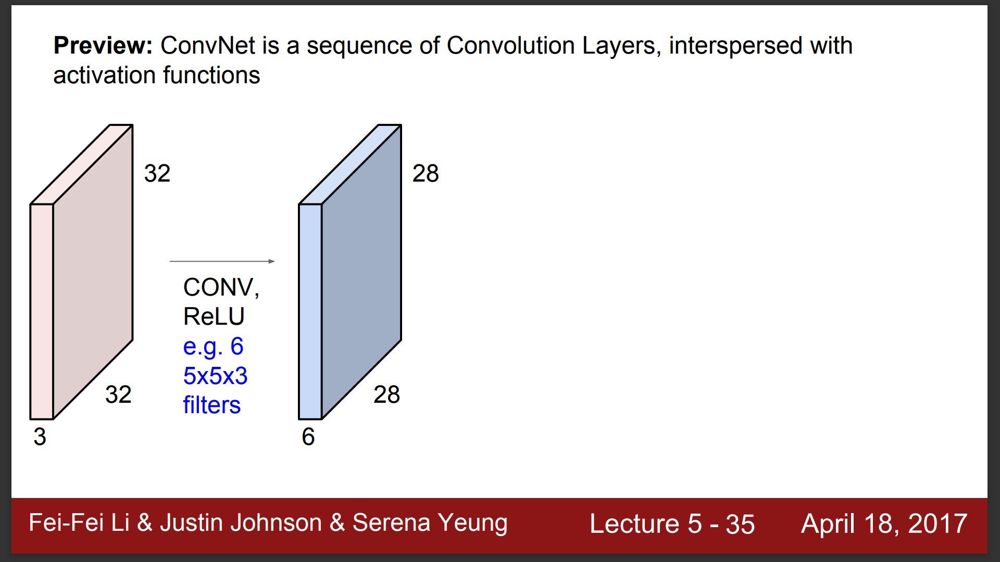 Preview: ConvNet is a sequence of Convolution Layers, interspersed with
activation functions
32
32
3
CONV,
ReLU
e.g. 6
5x5x3
filters
28
28
6
Fei-Fei Li & Justin Johnson & Serena Yeung
Lecture 5 - 35
April 18, 2017